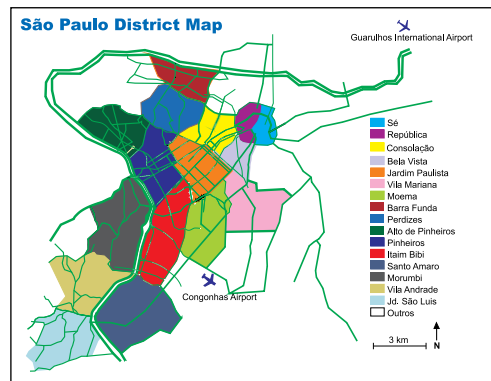 São Paulo District Map
Guarulhos International Airport
Sé
República
Consolação
Bela Vista
Jardim Paulista
Vila Mariana
Moema
Barra Funda
Perdizes
Alto de Pinheiros
Pinheiros
Itaim Bibi
Santo Amaro
Morumbi
Vila Andrade
Jd. São Luis
Outros
Congonhas Airport
3 km
N